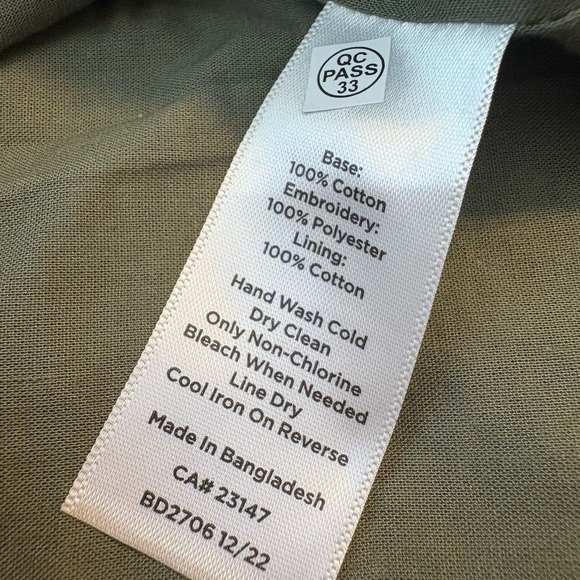 QC
PASS
33
Base:
100% Cotton
Embroidery:
100% Polyester
Lining:
100% Cotton
Hand Wash Cold
Dry Clean
Only Non-Chlorine
Bleach When Needed
Line Dry
Cool Iron On Reverse
Made In Bangladesh
CA# 23147
BD2706 12/22